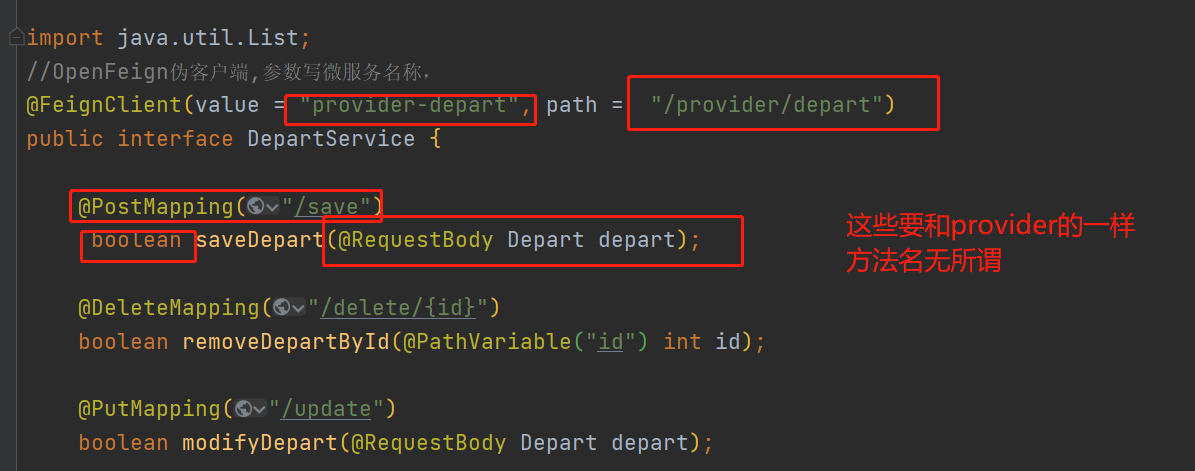 import java.util.List;
//OpenFeign伪客户端,参数写微服务名称,
@FeignClient(value = "provider-depart", path = "/provider/depart")
public interface DepartService {
@PostMapping("/save")
boolean saveDepart(@RequestBody Depart depart);
这些要和provider的一样
方法名无所谓
@DeleteMapping("/delete/{id}")
boolean removeDepartById(@PathVariable("id") int id);
@PutMapping("/update")
boolean modifyDepart(@RequestBody Depart depart);